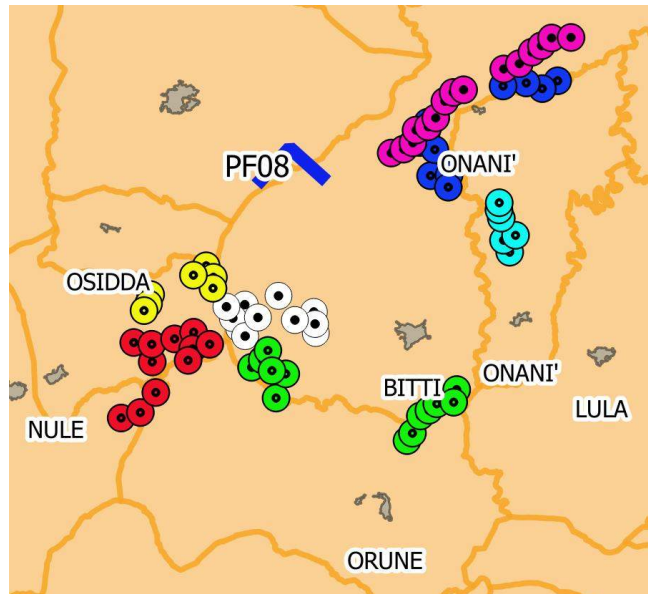 PF08
ONANI'
OSIDDA
BITTI
ONANI'
LULA
NULE
ORUNE